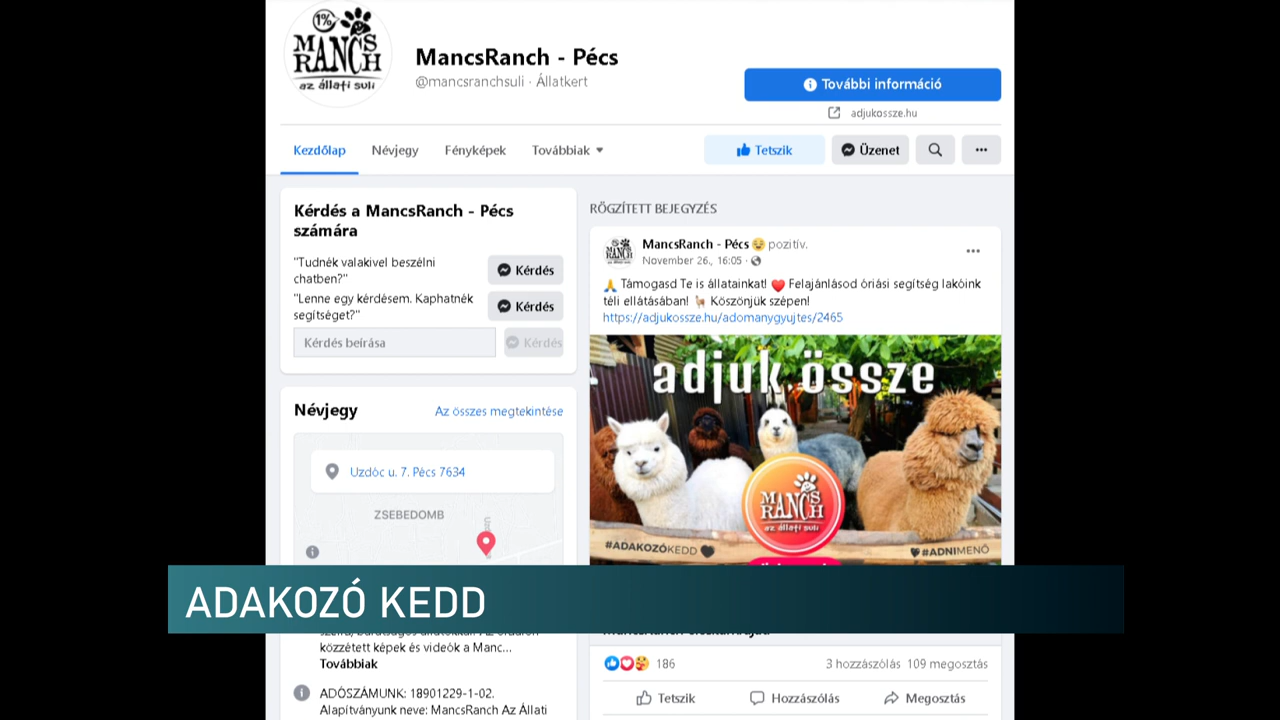 1%
MANCS
RANCH
az állati suli
MancsRanch - Pécs
@mancsranchsuli · Állatkert
További információ
adjukossze.hu
Kezdőlap
Névjegy
Fényképek
Továbbiak
Tetszik
Üzenet
Kérdés a MancsRanch - Pécs
számára
"Tudnék valakivel beszélni
chatben?"
Kérdés
"Lenne egy kérdésem. Kaphatnék
segítséget?"
Kérdés
Kérdés beírása
Kérdés
Névjegy
Az összes megtekintése
Uzdóc u. 7. Pécs 7634
ZSEBEDOMB
RÖGZÍTETT BEJEGYZÉS
MancsRanch - Pécs 😌 pozitív.
November 26., 16:05 ·
🙏 Támogasd Te is állatainkat! ❤️ Felajánlásod óriási segítség lakóink
téli ellátásában! 🦙 Köszönjük szépen!
https://adjukossze.hu/adomanygyujtes/2465
adjuk össze
MANCS
RANCH
az állati suli
#ADAKOZÓKEDD
#ADNIMENŐ
ADAKOZÓ KEDD
közzétett képek és videók a Manc...
Továbbiak
ADÓSZÁMUNK: 18901229-1-02.
Alapítványunk neve: MancsRanch Az Állati
186
3 hozzászólás 109 megosztás
Tetszik
Hozzászólás
Megosztás